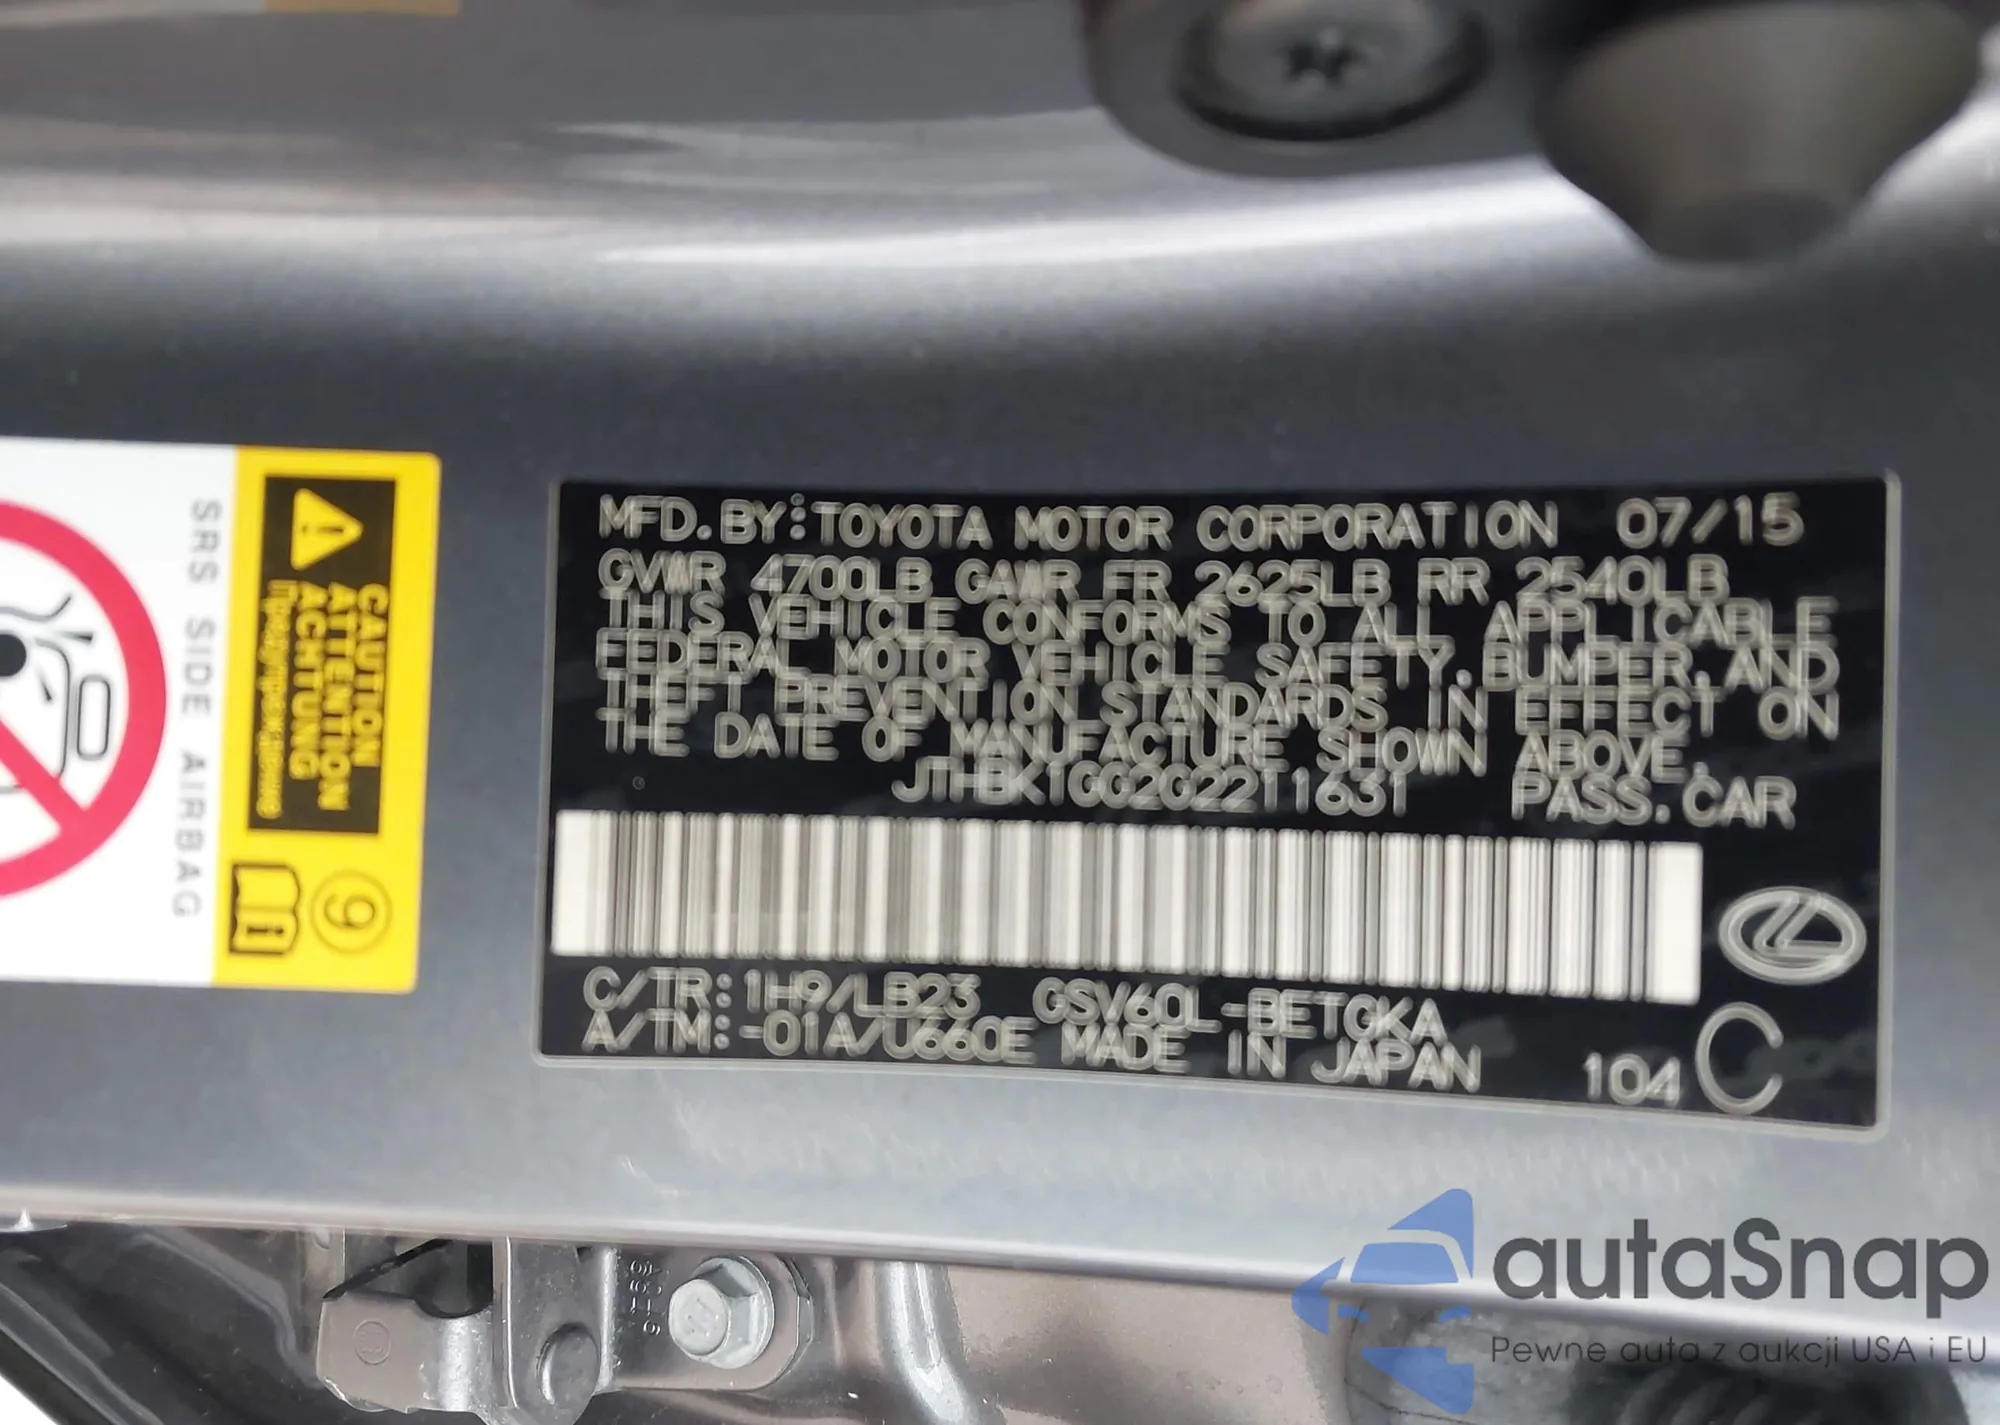 MFD.BY:TOYOTA MOTOR CORPORATION 07/15
GVWR 4700LB GAWR FR 2625LB RR 2540LB
THIS VEHICLE CONFORMS TO ALL APPLICABLE
FEDERAL MOTOR VEHICLE SAFETY,BUMPER,AND
THEFT PREVENTION STANDARDS IN EFFECT ON
THE DATE OF MANUFACTURE SHOWN ABOVE.
JTHBK1GG2G2211631 PASS.CAR
C/TR:1H9/LB23 GSV60L-BETGKA
A/TM:-01A/U660E MADE IN JAPAN
104 C
SRS SIDE AIRBAG
CAUTION
ATTENTION
ACHTUNG
Предупреждение
9
autaSnap
Pewne auta z aukcji USA i EU